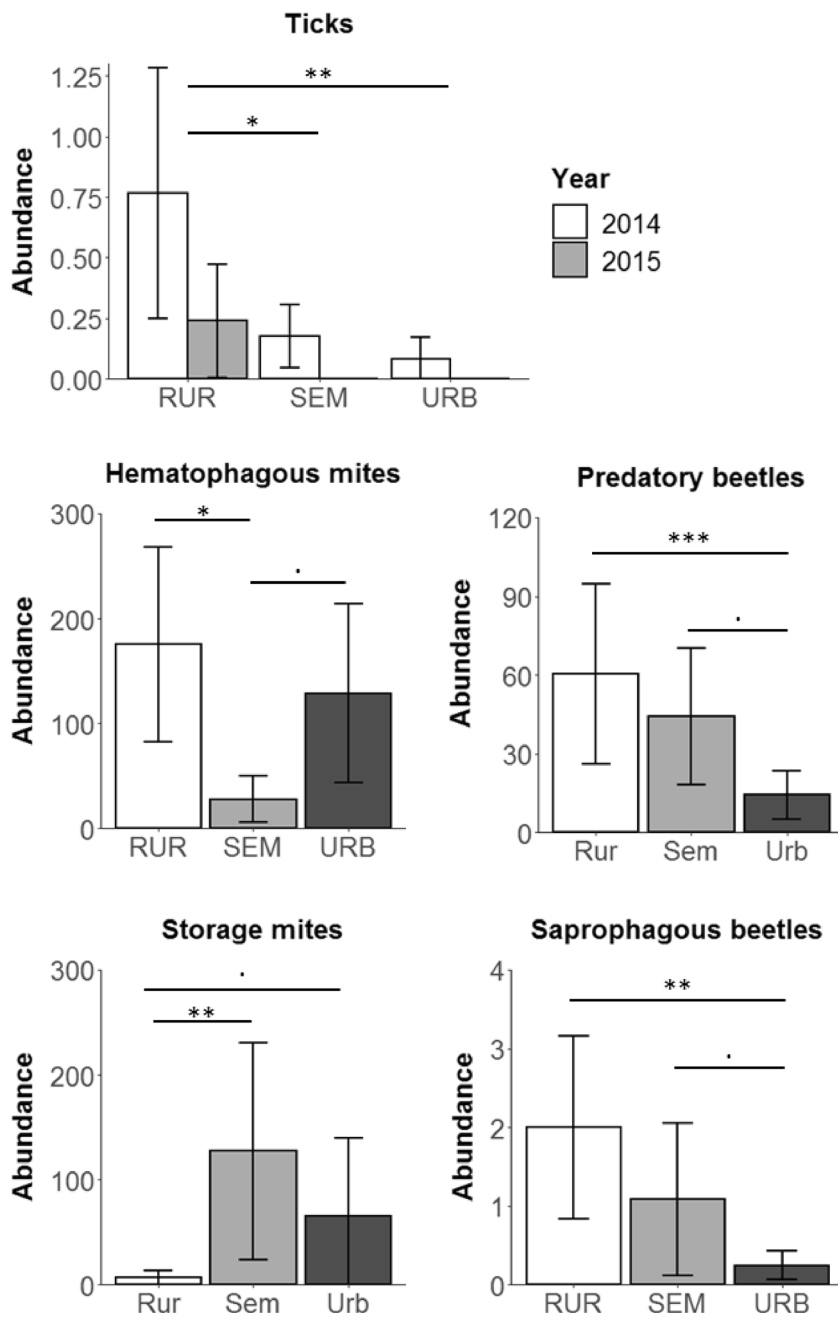 Ticks
Abundance
1.25
1.00
0.75
0.50
0.25
0.00
**
*
RUR SEM URB
Year
2014
2015
Hematophagous mites
Abundance
300
200
100
0
*
.
RUR SEM URB
Predatory beetles
Abundance
120
90
60
30
0
***
.
Rur Sem Urb
Storage mites
Abundance
300
200
100
0
.
**
Rur Sem Urb
Saprophagous beetles
Abundance
4
3
2
1
0
**
.
RUR SEM URB